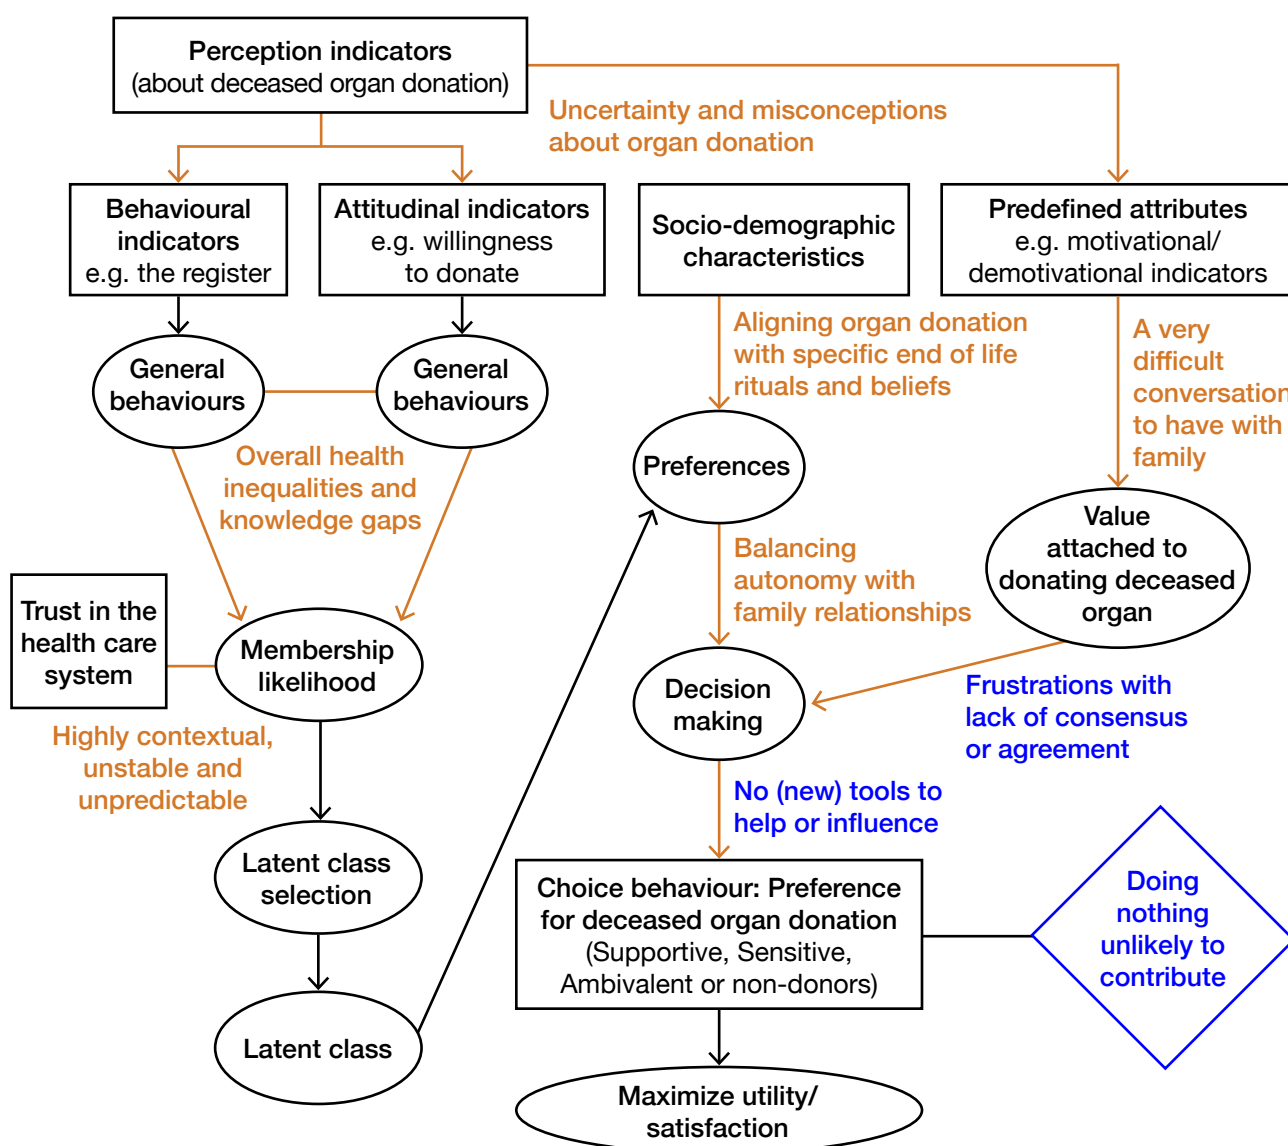 Perception indicators
(about deceased organ donation)
Uncertainty and misconceptions
about organ donation
Behavioural
indicators
e.g. the register
Attitudinal indicators
e.g. willingness
to donate
Socio-demographic
characteristics
Predefined attributes
e.g. motivational/
demotivational indicators
General
behaviours
General
behaviours
Aligning organ donation
with specific end of life
rituals and beliefs
A very
difficult
conversation
to have with
family
Overall health
inequalities and
knowledge gaps
Preferences
Value
attached to
donating deceased
organ
Balancing
autonomy with
family relationships
Trust in the
health care
system
Membership
likelihood
Decision
making
Frustrations with
lack of consensus
or agreement
Highly contextual,
unstable and
unpredictable
No (new) tools to
help or influence
Latent class
selection
Choice behaviour: Preference
for deceased organ donation
(Supportive, Sensitive,
Ambivalent or non-donors)
Doing
nothing
unlikely to
contribute
Latent class
Maximize utility/
satisfaction